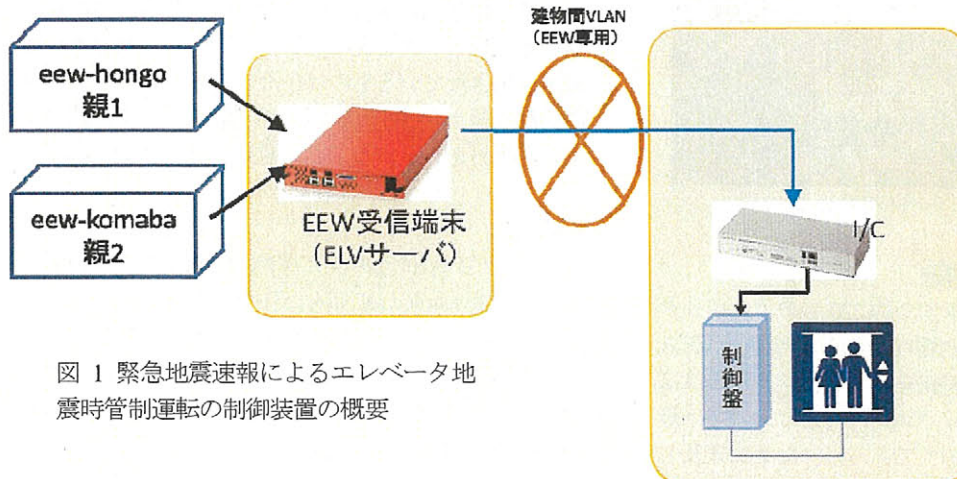 eew-hongo
親1
eew-komaba
親2
EEW受信端末
(ELVサーバ)
建物間VLAN
(EEW専用)
I/C
制御盤
図 1 緊急地震速報によるエレベータ地
震時管制運転の制御装置の概要